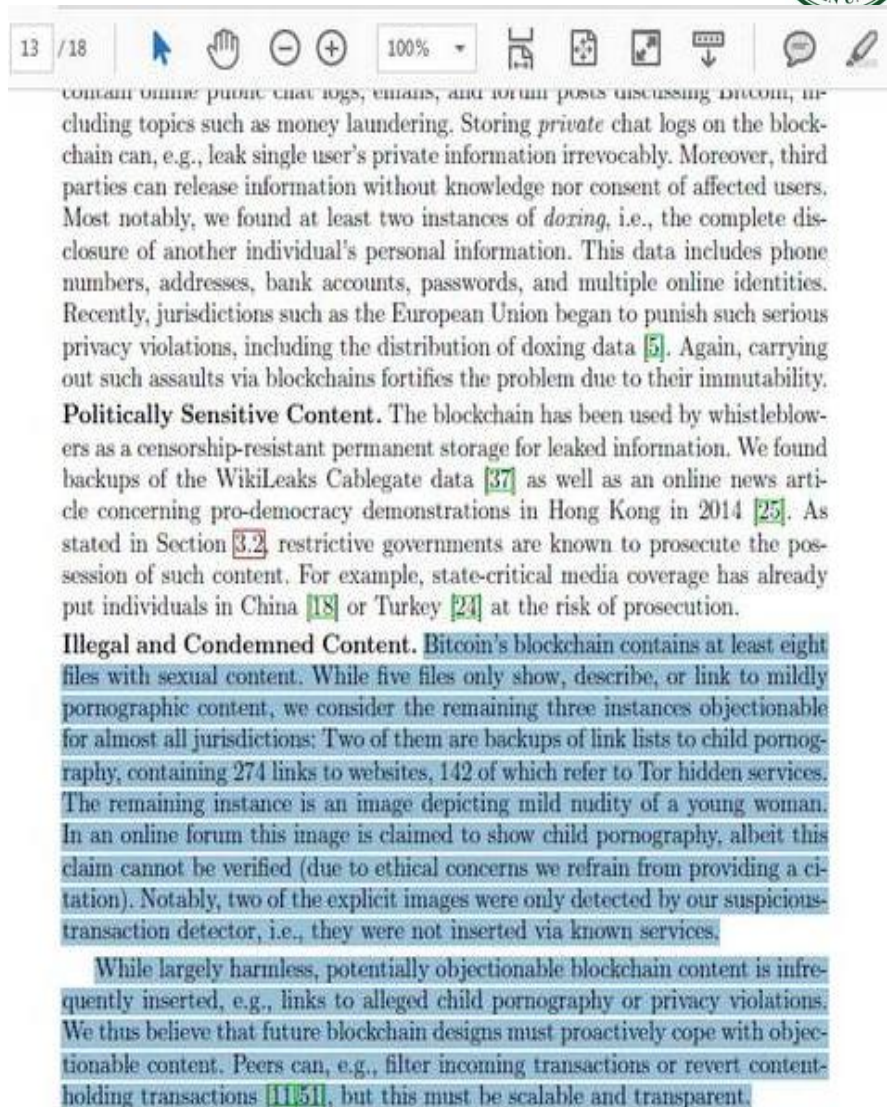 13 /18 100%
contain online public chat logs, emails, and forum posts discussing Bitcoin, in-
cluding topics such as money laundering. Storing private chat logs on the block-
chain can, e.g., leak single user's private information irrevocably. Moreover, third
parties can release information without knowledge nor consent of affected users.
Most notably, we found at least two instances of doxing, i.e., the complete dis-
closure of another individual's personal information. This data includes phone
numbers, addresses, bank accounts, passwords, and multiple online identities.
Recently, jurisdictions such as the European Union began to punish such serious
privacy violations, including the distribution of doxing data [5]. Again, carrying
out such assaults via blockchains fortifies the problem due to their immutability.
Politically Sensitive Content. The blockchain has been used by whistleblow-
ers as a censorship-resistant permanent storage for leaked information. We found
backups of the WikiLeaks Cablegate data [37] as well as an online news arti-
cle concerning pro-democracy demonstrations in Hong Kong in 2014 [25]. As
stated in Section 3.2, restrictive governments are known to prosecute the pos-
session of such content. For example, state-critical media coverage has already
put individuals in China [18] or Turkey [24] at the risk of prosecution.
Illegal and Condemned Content. Bitcoin's blockchain contains at least eight
files with sexual content. While five files only show, describe, or link to mildly
pornographic content, we consider the remaining three instances objectionable
for almost all jurisdictions: Two of them are backups of link lists to child pornog-
raphy, containing 274 links to websites, 142 of which refer to Tor hidden services.
The remaining instance is an image depicting mild nudity of a young woman.
In an online forum this image is claimed to show child pornography, albeit this
claim cannot be verified (due to ethical concerns we refrain from providing a ci-
tation). Notably, two of the explicit images were only detected by our suspicious-
transaction detector, i.e., they were not inserted via known services.
While largely harmless, potentially objectionable blockchain content is infre-
quently inserted, e.g., links to alleged child pornography or privacy violations.
We thus believe that future blockchain designs must proactively cope with objec-
tionable content. Peers can, e.g., filter incoming transactions or revert content-
holding transactions [11,51], but this must be scalable and transparent.